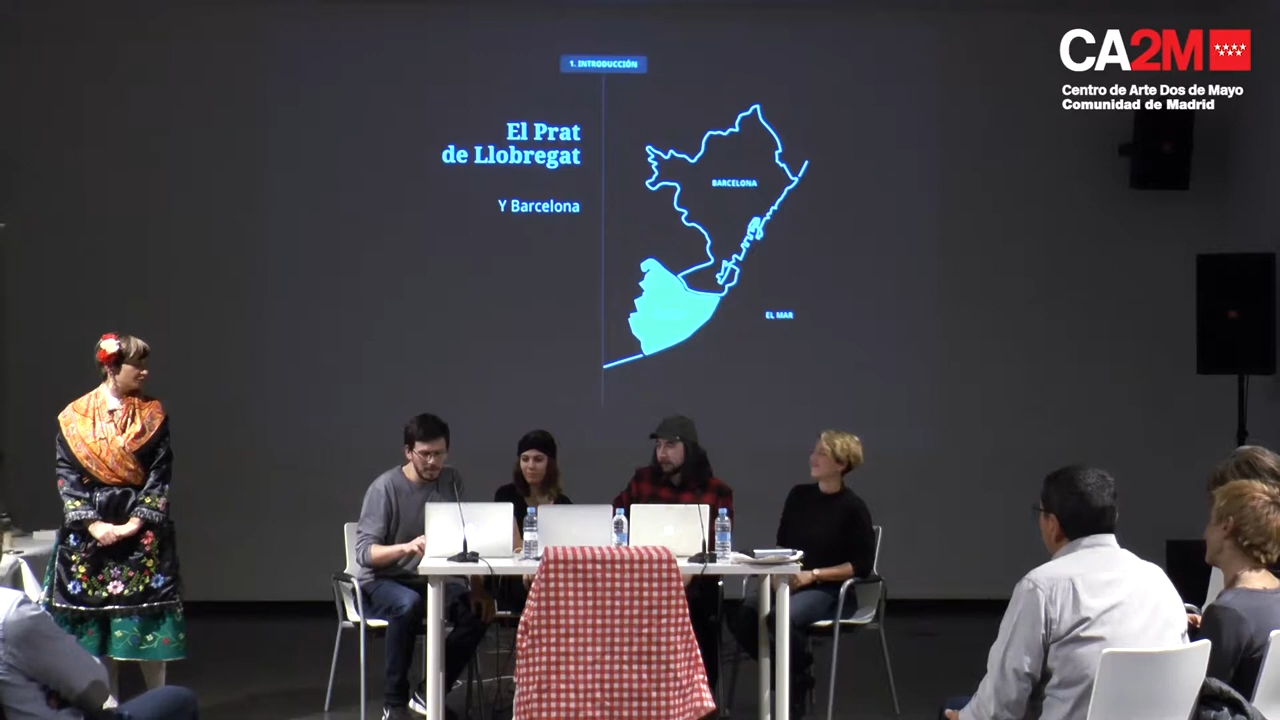 1. INTRODUCCIÓN
El Prat
de Llobregat
Y Barcelona
BARCELONA
EL MAR
CA2M
Centro de Arte Dos de Mayo
Comunidad de Madrid